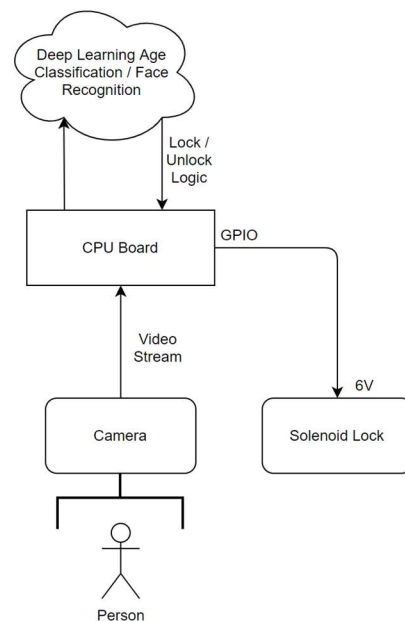 Deep Learning Age
Classification / Face
Recognition
Lock /
Unlock
Logic
CPU Board
GPIO
Video
Stream
6V
Camera
Solenoid Lock
Person